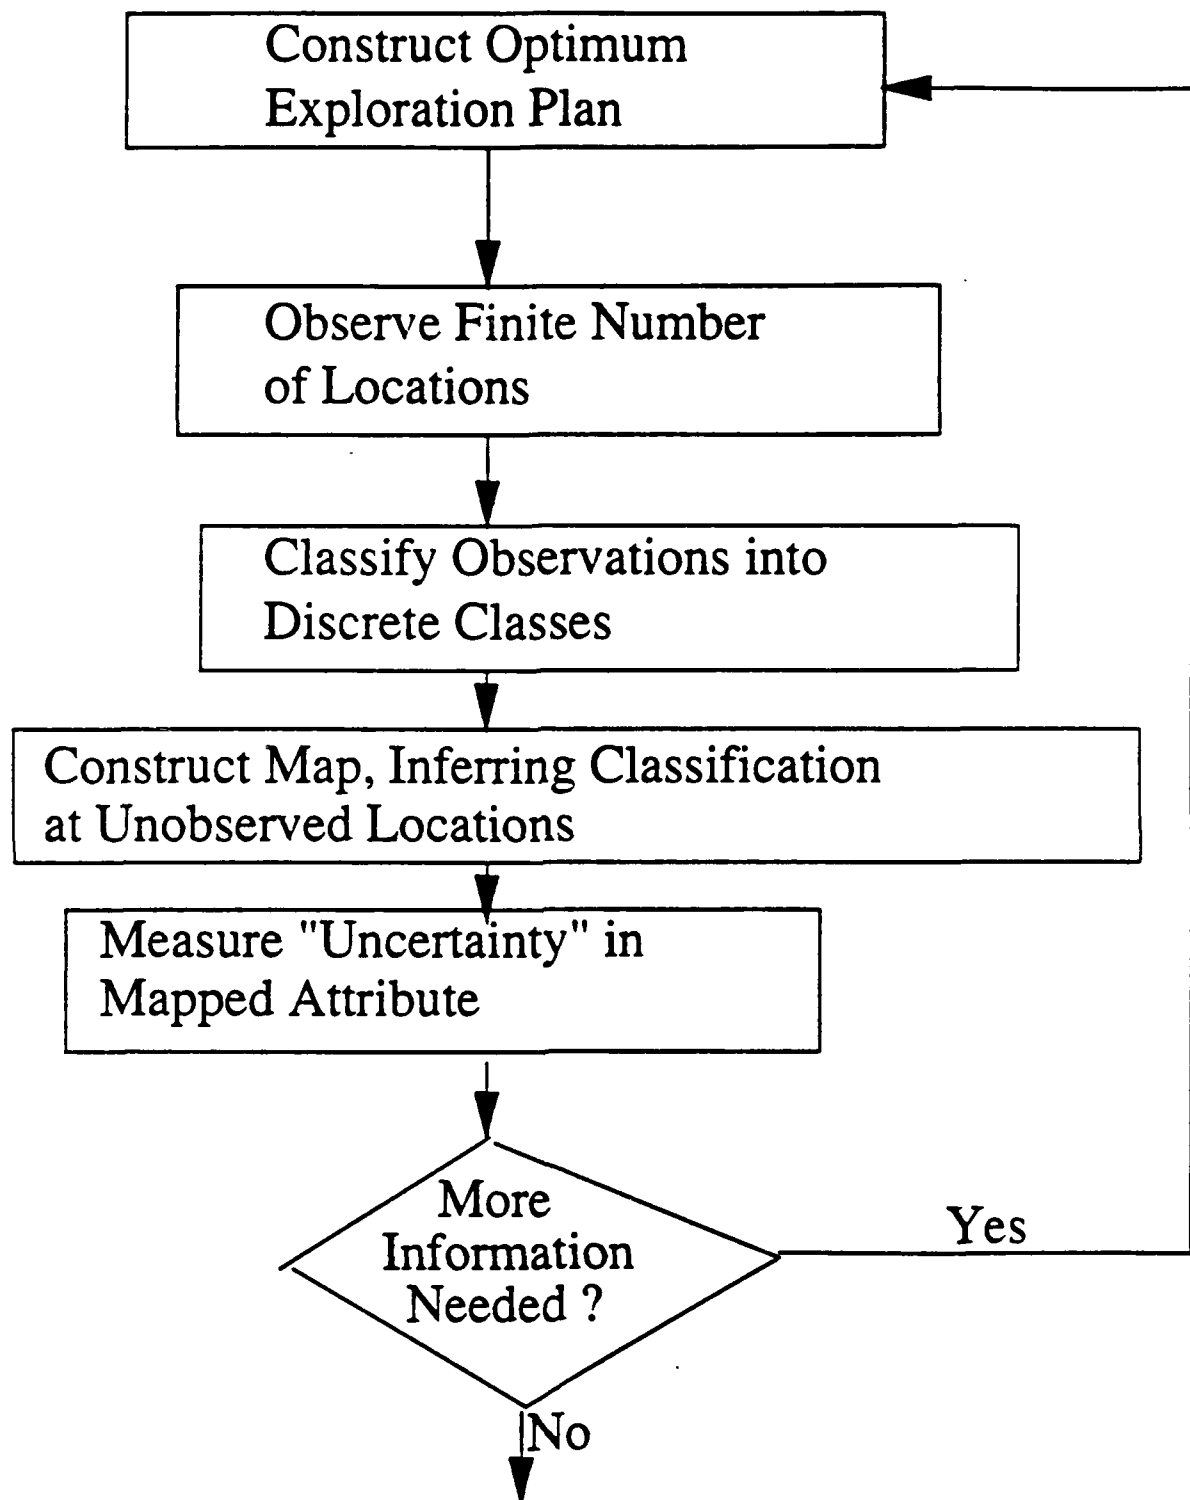 Construct Optimum
Exploration Plan
Observe Finite Number
of Locations
Classify Observations into
Discrete Classes
Construct Map, Inferring Classification
at Unobserved Locations
Measure "Uncertainty" in
Mapped Attribute
More
Information
Needed ?
Yes
No